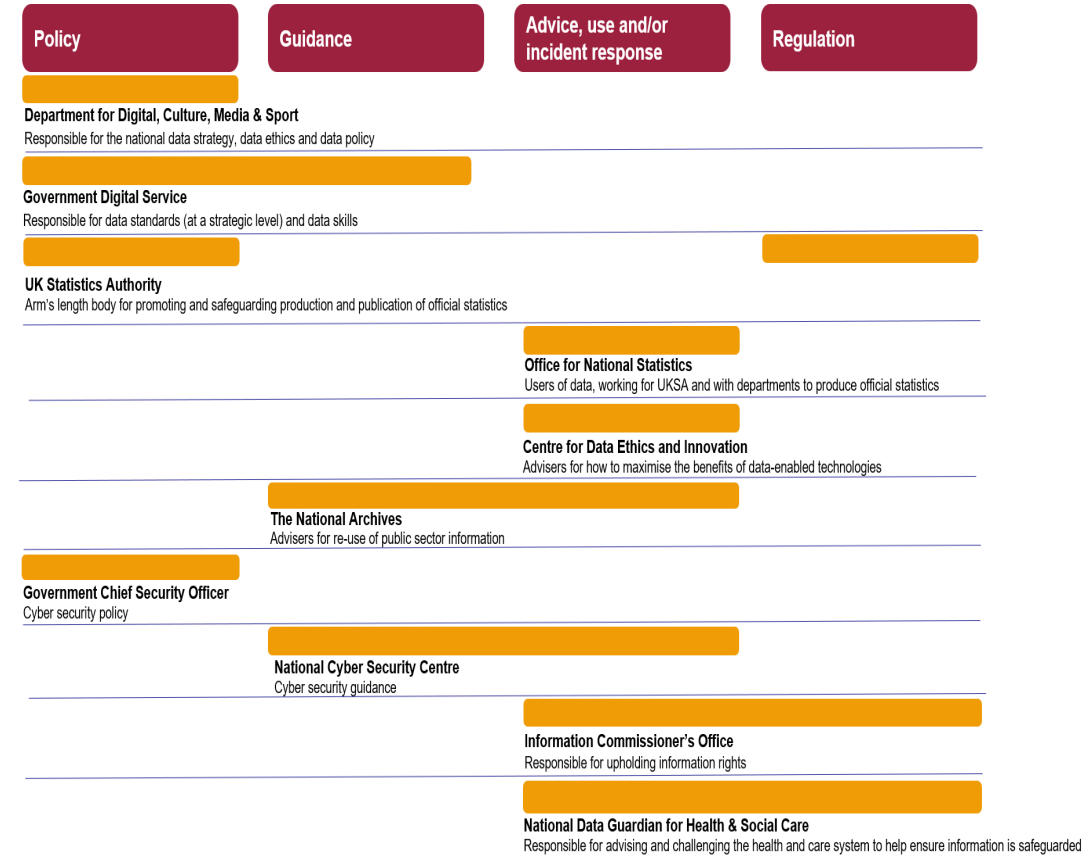 Policy
Guidance
Advice, use and/or
incident response
Regulation
Department for Digital, Culture, Media & Sport
Responsible for the national data strategy, data ethics and data policy
Government Digital Service
Responsible for data standards (at a strategic level) and data skills
UK Statistics Authority
Arm's length body for promoting and safeguarding production and publication of official statistics
Office for National Statistics
Users of data, working for UKSA and with departments to produce official statistics
Centre for Data Ethics and Innovation
Advisers for how to maximise the benefits of data-enabled technologies
The National Archives
Advisers for re-use of public sector information
Government Chief Security Officer
Cyber security policy
National Cyber Security Centre
Cyber security guidance
Information Commissioner's Office
Responsible for upholding information rights
National Data Guardian for Health & Social Care
Responsible for advising and challenging the health and care system to help ensure information is safeguarded